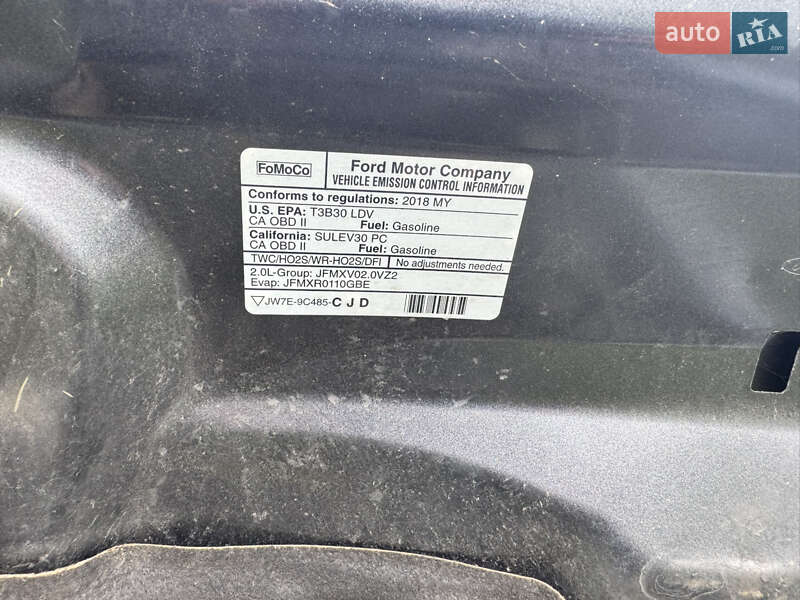 auto RIA.com
FoMoCo
Ford Motor Company
VEHICLE EMISSION CONTROL INFORMATION
Conforms to regulations: 2018 MY
U.S. EPA: T3B30 LDV
CA OBD II Fuel: Gasoline
California: SULEV30 PC
CA OBD II Fuel: Gasoline
TWC/HO2S/WR-HO2S/DFI No adjustments needed.
2.0L-Group: JFMXV02.0VZ2
Evap: JFMXR0110GBE
JW7E-9C485-C J D